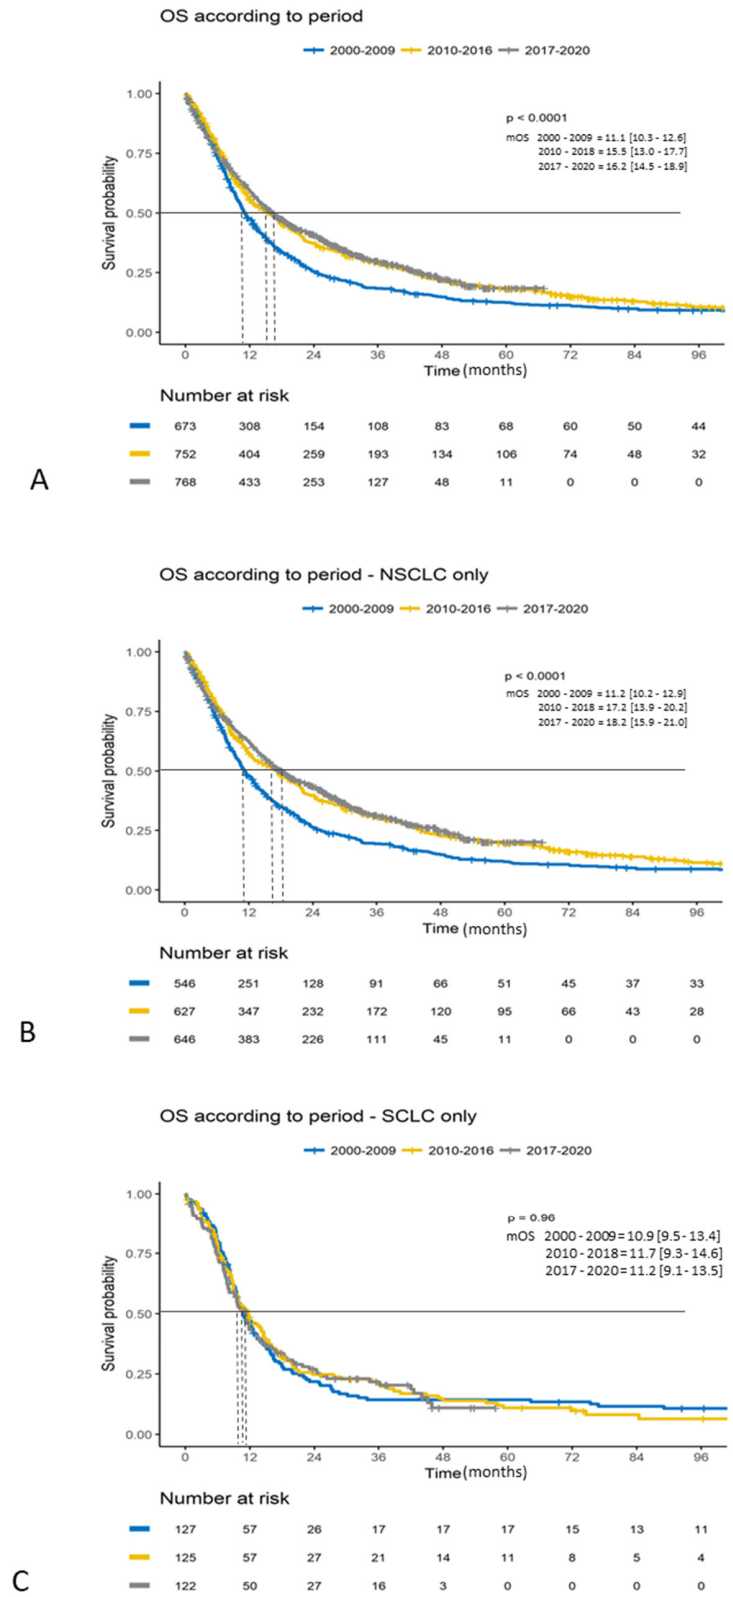 OS according to period
2000-2009 2010-2016 2017-2020
p < 0.0001
mOS 2000 - 2009 = 11.1 [10.3 - 12.6]
2010 - 2018 = 15.5 [13.0 - 17.7]
2017 - 2020 = 16.2 [14.5 - 18.9]
Survival probability
1.00
0.75
0.50
0.25
0.00
0 12 24 36 48 60 72 84 96
Time (months)
Number at risk
673 308 154 108 83 68 60 50 44
752 404 259 193 134 106 74 48 32
768 433 253 127 48 11 0 0 0
A
OS according to period - NSCLC only
2000-2009 2010-2016 2017-2020
p < 0.0001
mOS 2000 - 2009 = 11.2 [10.2 - 12.9]
2010 - 2018 = 17.2 [13.9 - 20.2]
2017 - 2020 = 18.2 [15.9 - 21.0]
Survival probability
1.00
0.75
0.50
0.25
0.00
0 12 24 36 48 60 72 84 96
Time (months)
Number at risk
546 251 128 91 66 51 45 37 33
627 347 232 172 120 95 66 43 28
646 383 226 111 45 11 0 0 0
B
OS according to period - SCLC only
2000-2009 2010-2016 2017-2020
p = 0.96
mOS 2000 - 2009 = 10.9 [9.5 - 13.4]
2010 - 2018 = 11.7 [9.3 - 14.6]
2017 - 2020 = 11.2 [9.1 - 13.5]
Survival probability
1.00
0.75
0.50
0.25
0.00
0 12 24 36 48 60 72 84 96
Time (months)
Number at risk
127 57 26 17 17 17 15 13 11
125 57 27 21 14 11 8 5 4
122 50 27 16 3 0 0 0 0
C